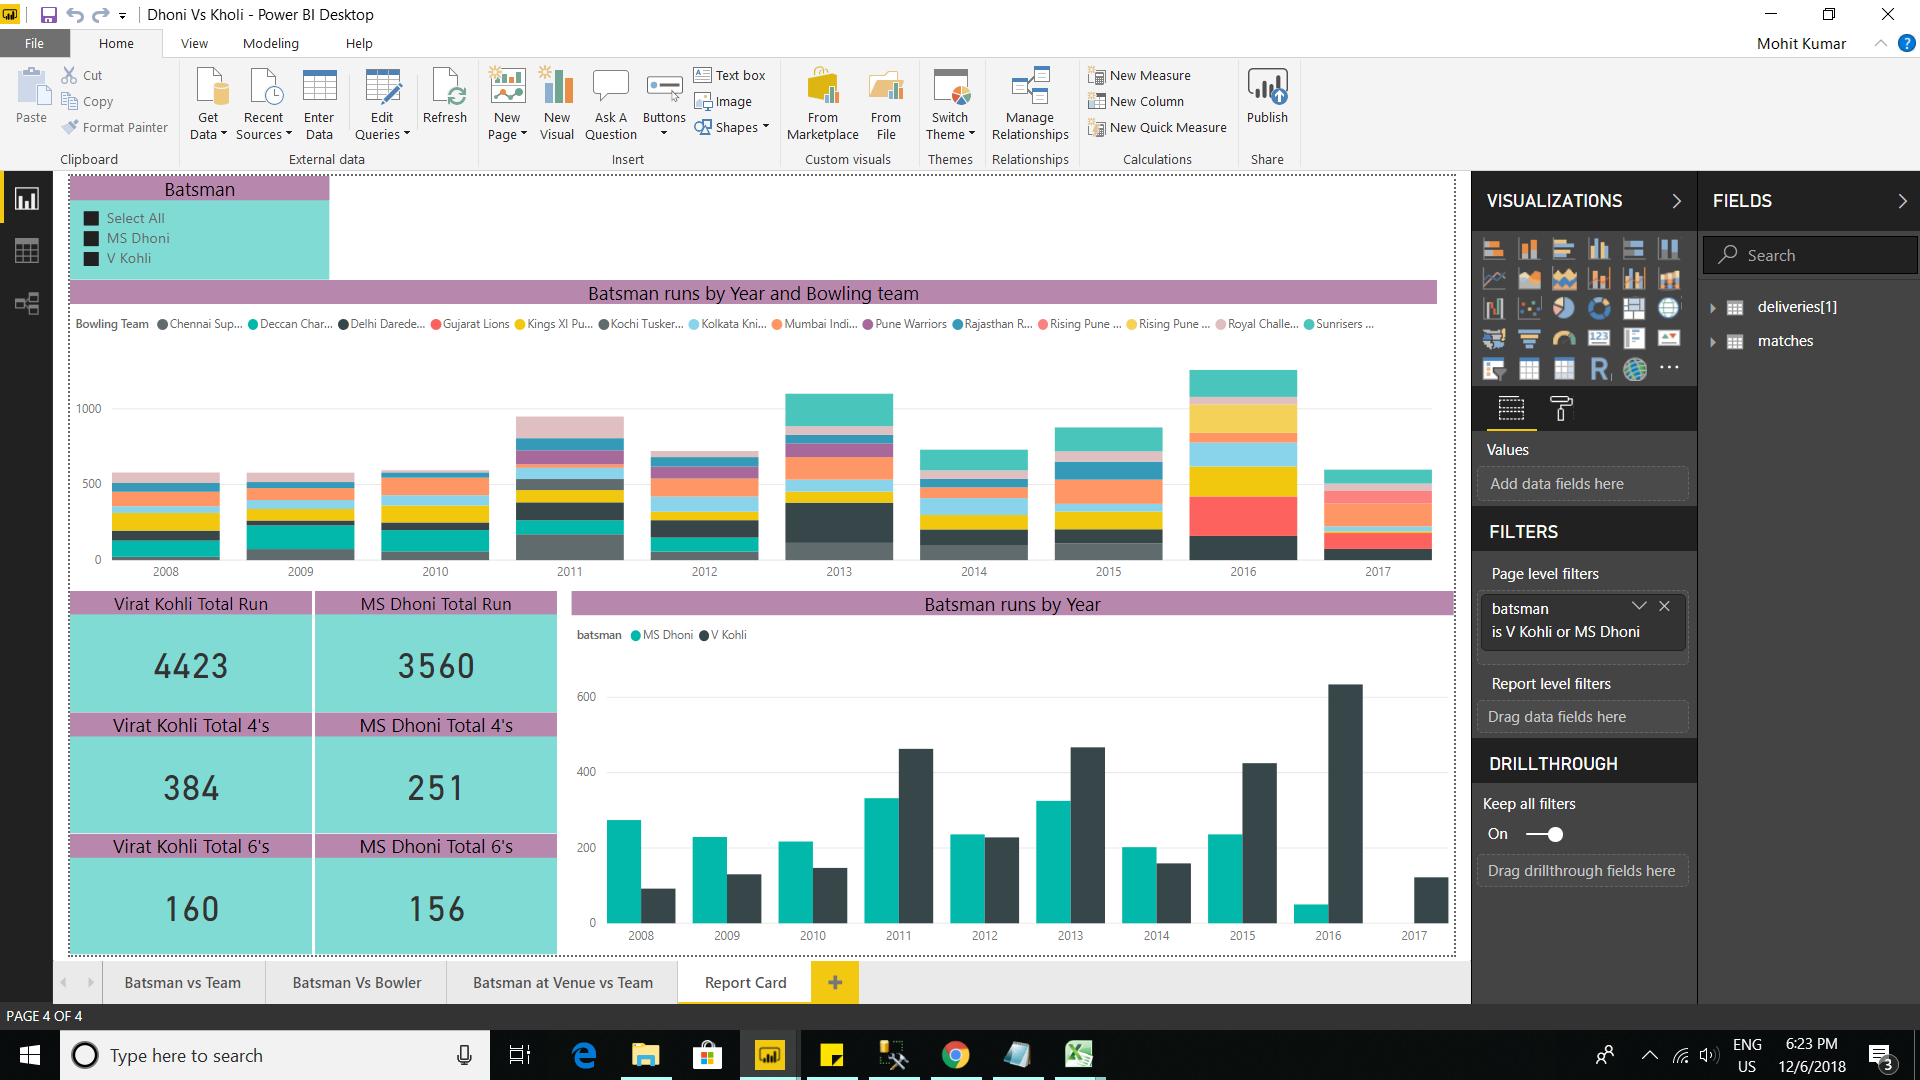 Dhoni Vs Kholi - Power BI Desktop
File Home View Modeling Help
Mohit Kumar
Paste
Cut
Copy
Format Painter
Clipboard
Get Data
Recent Sources
Enter Data
Edit Queries
Refresh
External data
New Page
New Visual
Ask A Question
Buttons
Text box
Image
Shapes
Insert
From Marketplace
From File
Custom visuals
Switch Theme
Themes
Manage Relationships
Relationships
New Measure
New Column
New Quick Measure
Calculations
Publish
Share
Batsman
Select All
MS Dhoni
V Kohli
Batsman runs by Year and Bowling team
Bowling Team Chennai Sup... Deccan Char... Delhi Darede... Gujarat Lions Kings XI Pu... Kochi Tusker... Kolkata Kni... Mumbai Indi... Pune Warriors Rajasthan R... Rising Pune ... Rising Pune ... Royal Challe... Sunrisers ...
1000
500
0
2008 2009 2010 2011 2012 2013 2014 2015 2016 2017
Virat Kohli Total Run
4423
MS Dhoni Total Run
3560
Virat Kohli Total 4's
384
MS Dhoni Total 4's
251
Virat Kohli Total 6's
160
MS Dhoni Total 6's
156
Batsman runs by Year
batsman MS Dhoni V Kohli
600
400
200
0
2008 2009 2010 2011 2012 2013 2014 2015 2016 2017
VISUALIZATIONS
123
R
Values
Add data fields here
FILTERS
Page level filters
batsman
is V Kohli or MS Dhoni
Report level filters
Drag data fields here
DRILLTHROUGH
Keep all filters
On
Drag drillthrough fields here
FIELDS
Search
deliveries[1]
matches
Batsman vs Team
Batsman Vs Bowler
Batsman at Venue vs Team
Report Card
PAGE 4 OF 4
Type here to search
ENG
US
6:23 PM
12/6/2018
3